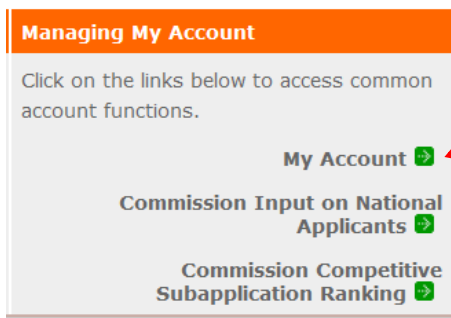 Managing My Account
Click on the links below to access common
account functions.
My Account
Commission Input on National
Applicants
Commission Competitive
Subapplication Ranking